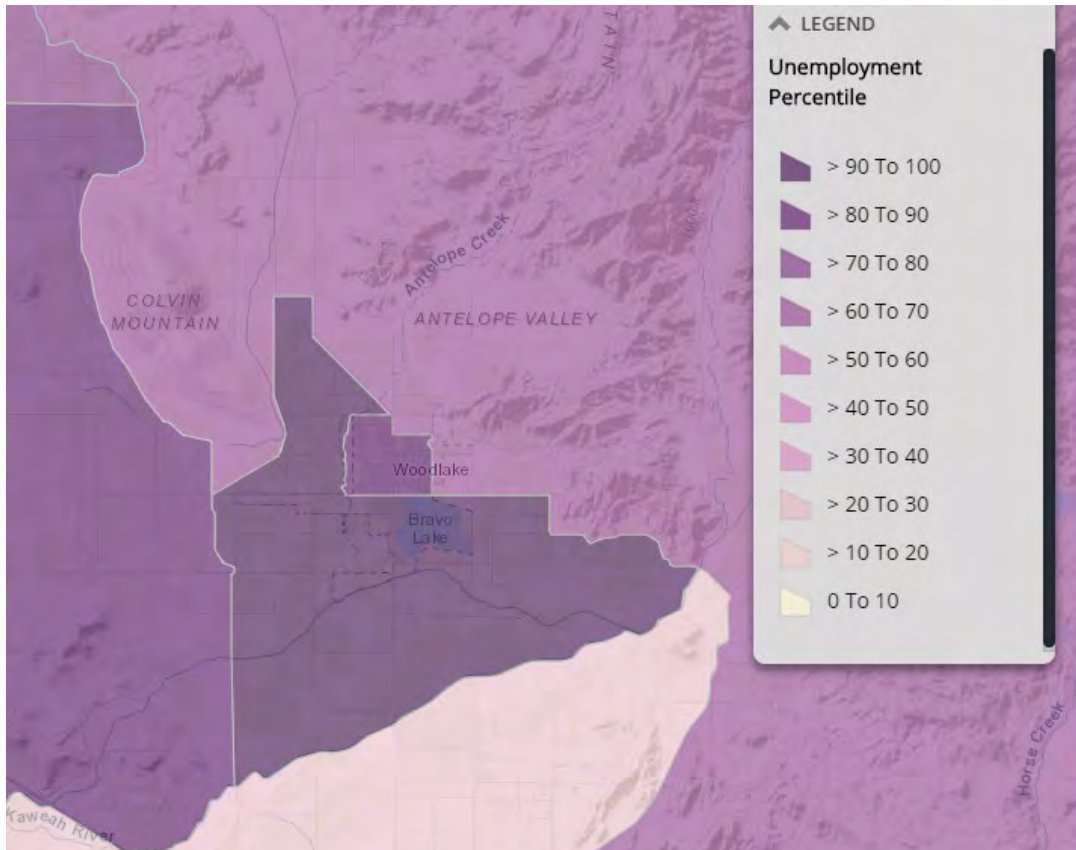 TAIN
COLVIN
MOUNTAIN
Antelope Creek
ANTELOPE VALLEY
Woodlake
Bravo
Lake
Kaweah River
Horse Creek
LEGEND
Unemployment
Percentile
> 90 To 100
> 80 To 90
> 70 To 80
> 60 To 70
> 50 To 60
> 40 To 50
> 30 To 40
> 20 To 30
> 10 To 20
0 To 10